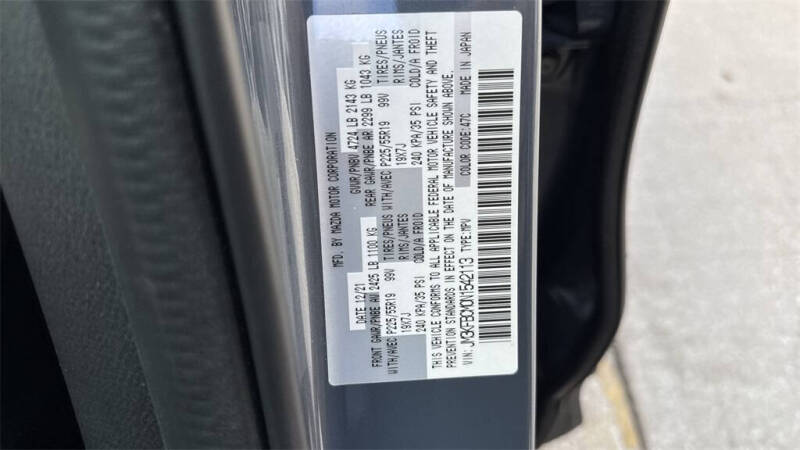 MFD. BY MAZDA MOTOR CORPORATION
DATE 12/21 GVWR/PNBV 4724 LB 2143 KG
FRONT GAWR/PNBE AU 2425 LB 1100 KG REAR GAWR/PNBE AR 2299 LB 1043 KG
WITH/AVEC P225/55R19 99V TIRES/PNEUS WITH/AVEC P225/55R19 99V TIRES/PNEUS
19X7J RIMS/JANTES 19X7J RIMS/JANTES
240 KPA/35 PSI COLD/A FROID 240 KPA/35 PSI COLD/A FROID
THIS VEHICLE CONFORMS TO ALL APPLICABLE FEDERAL MOTOR VEHICLE SAFETY AND THEFT
PREVENTION STANDARDS IN EFFECT ON THE DATE OF MANUFACTURE SHOWN ABOVE.
VIN: JM3KFBCM0N1542113 TYPE:MPV COLOR CODE:47C MADE IN JAPAN